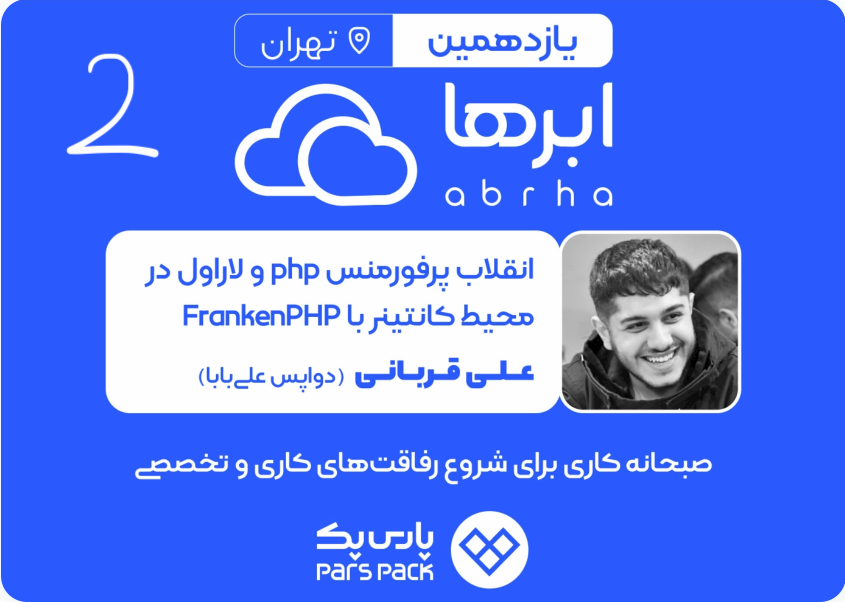 یازدهمین
تهران
2
ابرها
abrha
انقلاب پرفورمنس php و لاراول در
محیط کانتینر با FrankenPHP
علی قربانی (دواپس علی‌بابا)
صبحانه کاری برای شروع رفاقت‌های کاری و تخصصی
پارس پک
Pars Pack